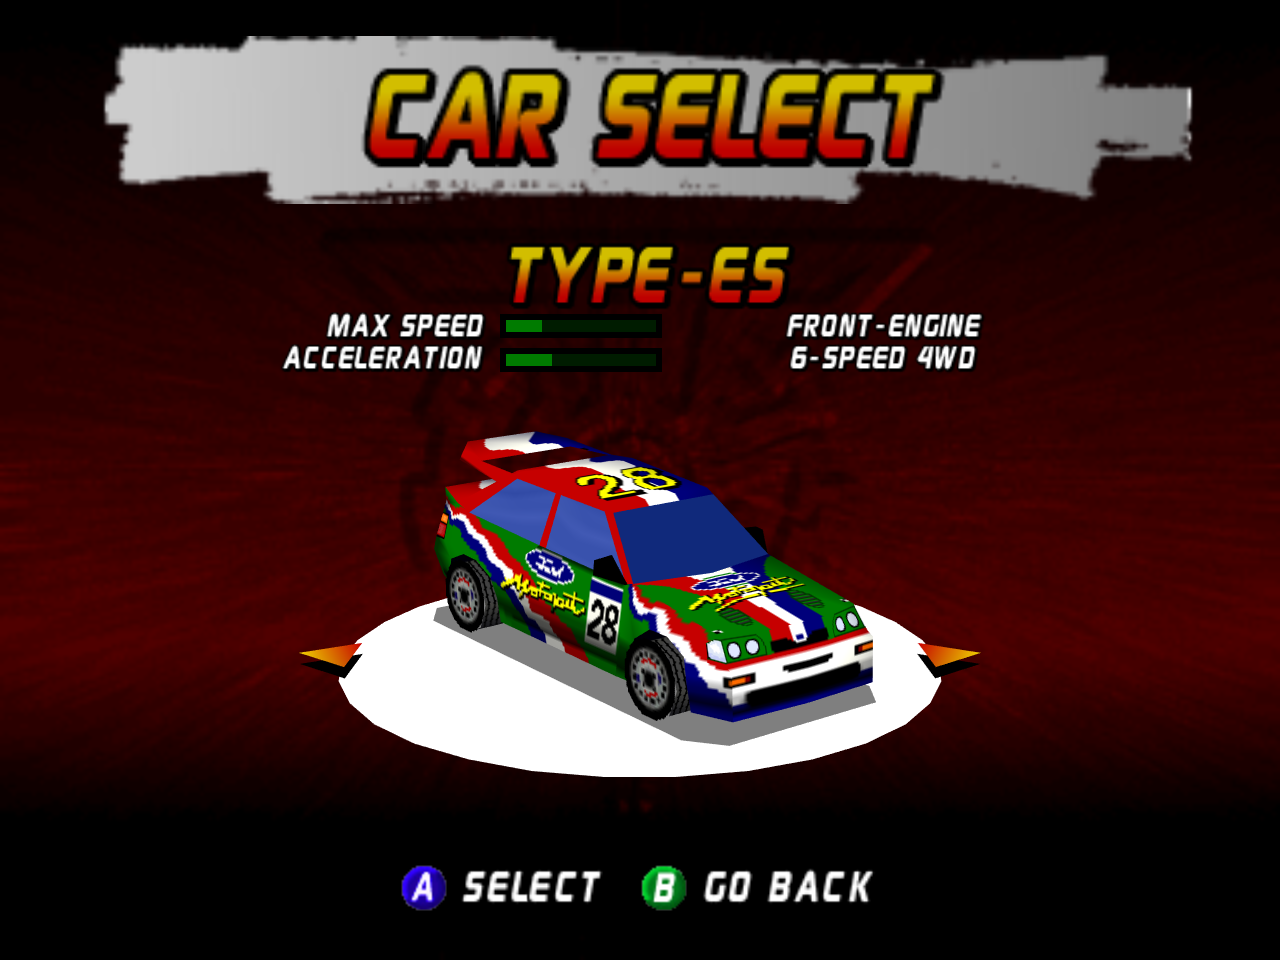 CAR SELECT
TYPE-ES
MAX SPEED
FRONT-ENGINE
ACCELERATION
6-SPEED 4WD
28
28
A SELECT
B GO BACK